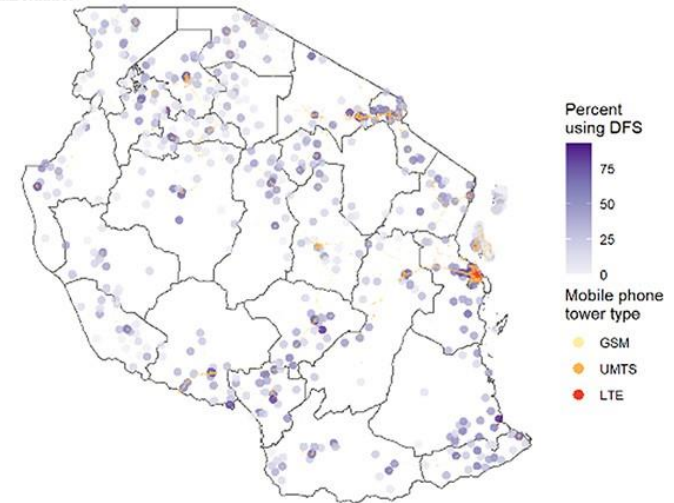 Percent
using DFS
75
50
25
0
Mobile phone
tower type
GSM
UMTS
LTE